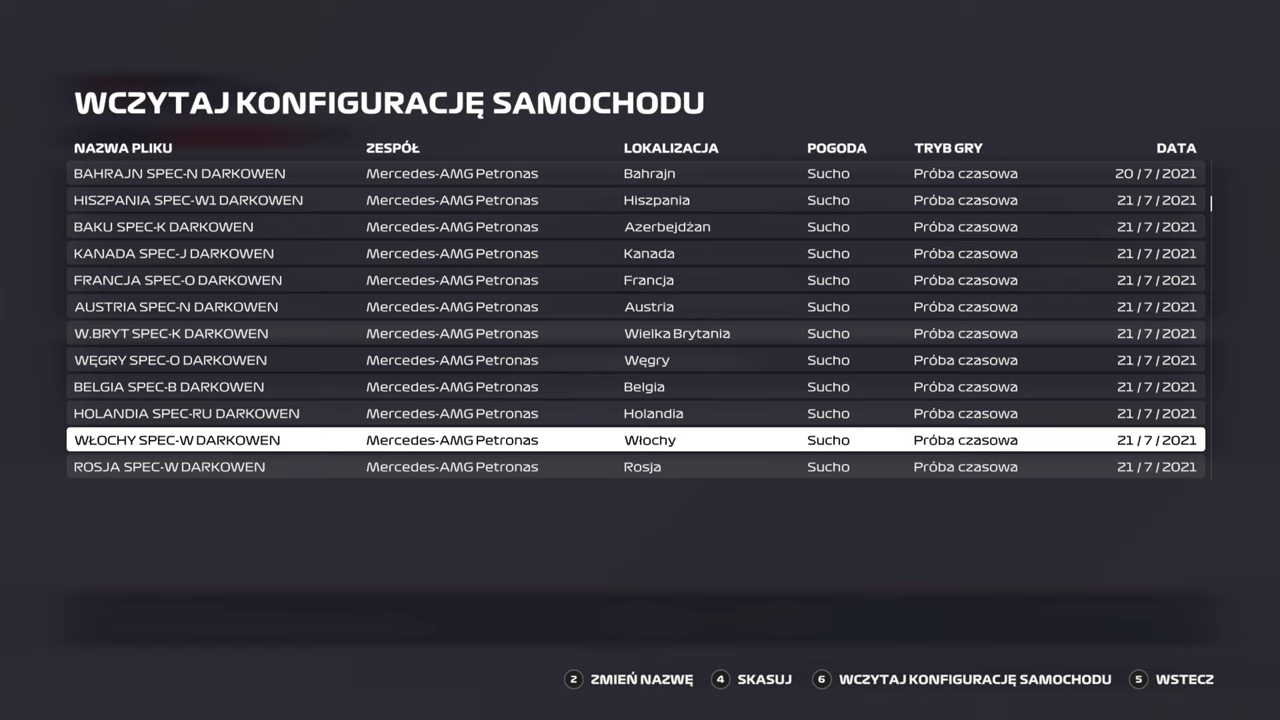 WCZYTAJ KONFIGURACJĘ SAMOCHODU
NAZWA PLIKU ZESPÓŁ LOKALIZACJA POGODA TRYB GRY DATA
BAHRAJN SPEC-N DARKOWEN Mercedes-AMG Petronas Bahrajn Sucho Próba czasowa 20 / 7 / 2021
HISZPANIA SPEC-W1 DARKOWEN Mercedes-AMG Petronas Hiszpania Sucho Próba czasowa 21 / 7 / 2021
BAKU SPEC-K DARKOWEN Mercedes-AMG Petronas Azerbejdżan Sucho Próba czasowa 21 / 7 / 2021
KANADA SPEC-J DARKOWEN Mercedes-AMG Petronas Kanada Sucho Próba czasowa 21 / 7 / 2021
FRANCJA SPEC-O DARKOWEN Mercedes-AMG Petronas Francja Sucho Próba czasowa 21 / 7 / 2021
AUSTRIA SPEC-N DARKOWEN Mercedes-AMG Petronas Austria Sucho Próba czasowa 21 / 7 / 2021
W.BRYT SPEC-K DARKOWEN Mercedes-AMG Petronas Wielka Brytania Sucho Próba czasowa 21 / 7 / 2021
WĘGRY SPEC-O DARKOWEN Mercedes-AMG Petronas Węgry Sucho Próba czasowa 21 / 7 / 2021
BELGIA SPEC-B DARKOWEN Mercedes-AMG Petronas Belgia Sucho Próba czasowa 21 / 7 / 2021
HOLANDIA SPEC-RU DARKOWEN Mercedes-AMG Petronas Holandia Sucho Próba czasowa 21 / 7 / 2021
WŁOCHY SPEC-W DARKOWEN Mercedes-AMG Petronas Włochy Sucho Próba czasowa 21 / 7 / 2021
ROSJA SPEC-W DARKOWEN Mercedes-AMG Petronas Rosja Sucho Próba czasowa 21 / 7 / 2021
2 ZMIEŃ NAZWĘ 4 SKASUJ 6 WCZYTAJ KONFIGURACJĘ SAMOCHODU 5 WSTECZ